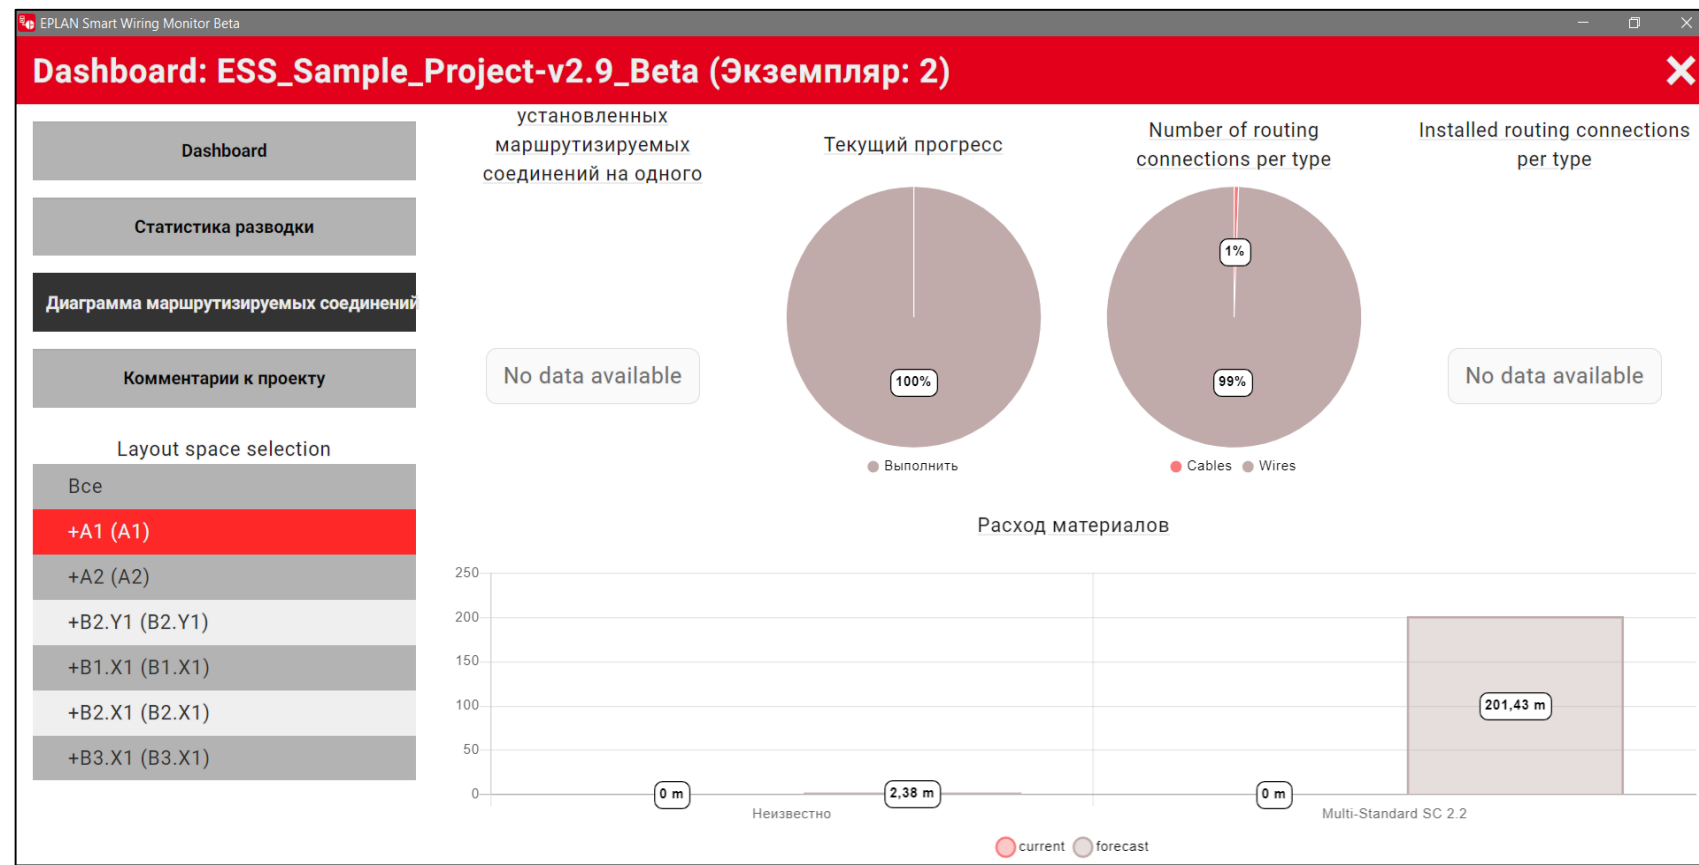 EPLAN Smart Wiring Monitor Beta
Dashboard: ESS_Sample_Project-v2.9_Beta (Экземпляр: 2)
Dashboard
Статистика разводки
Диаграмма маршрутизируемых соединений
Комментарии к проекту
Layout space selection
Все
+A1 (A1)
+A2 (A2)
+B2.Y1 (B2.Y1)
+B1.X1 (B1.X1)
+B2.X1 (B2.X1)
+B3.X1 (B3.X1)
установленных
маршрутизируемых
соединений на одного
No data available
Текущий прогресс
100%
Выполнить
Number of routing
connections per type
1%
99%
Cables Wires
Installed routing connections
per type
No data available
Расход материалов
250
200
150
100
50
0
0 m
2,38 m
0 m
201,43 m
Неизвестно
Multi-Standard SC 2.2
current forecast